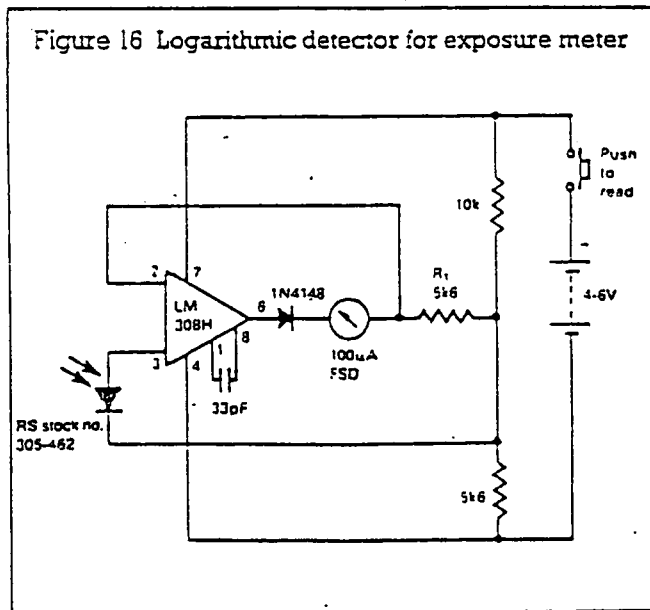 Figure 16 Logarithmic detector for exposure meter
Push
to
read
10k
R1
5k6
4-6V
2
7
LM
308H
6
1N4148
8
1
3
4
100uA
FSD
33pF
RS stock no.
305-462
5k6